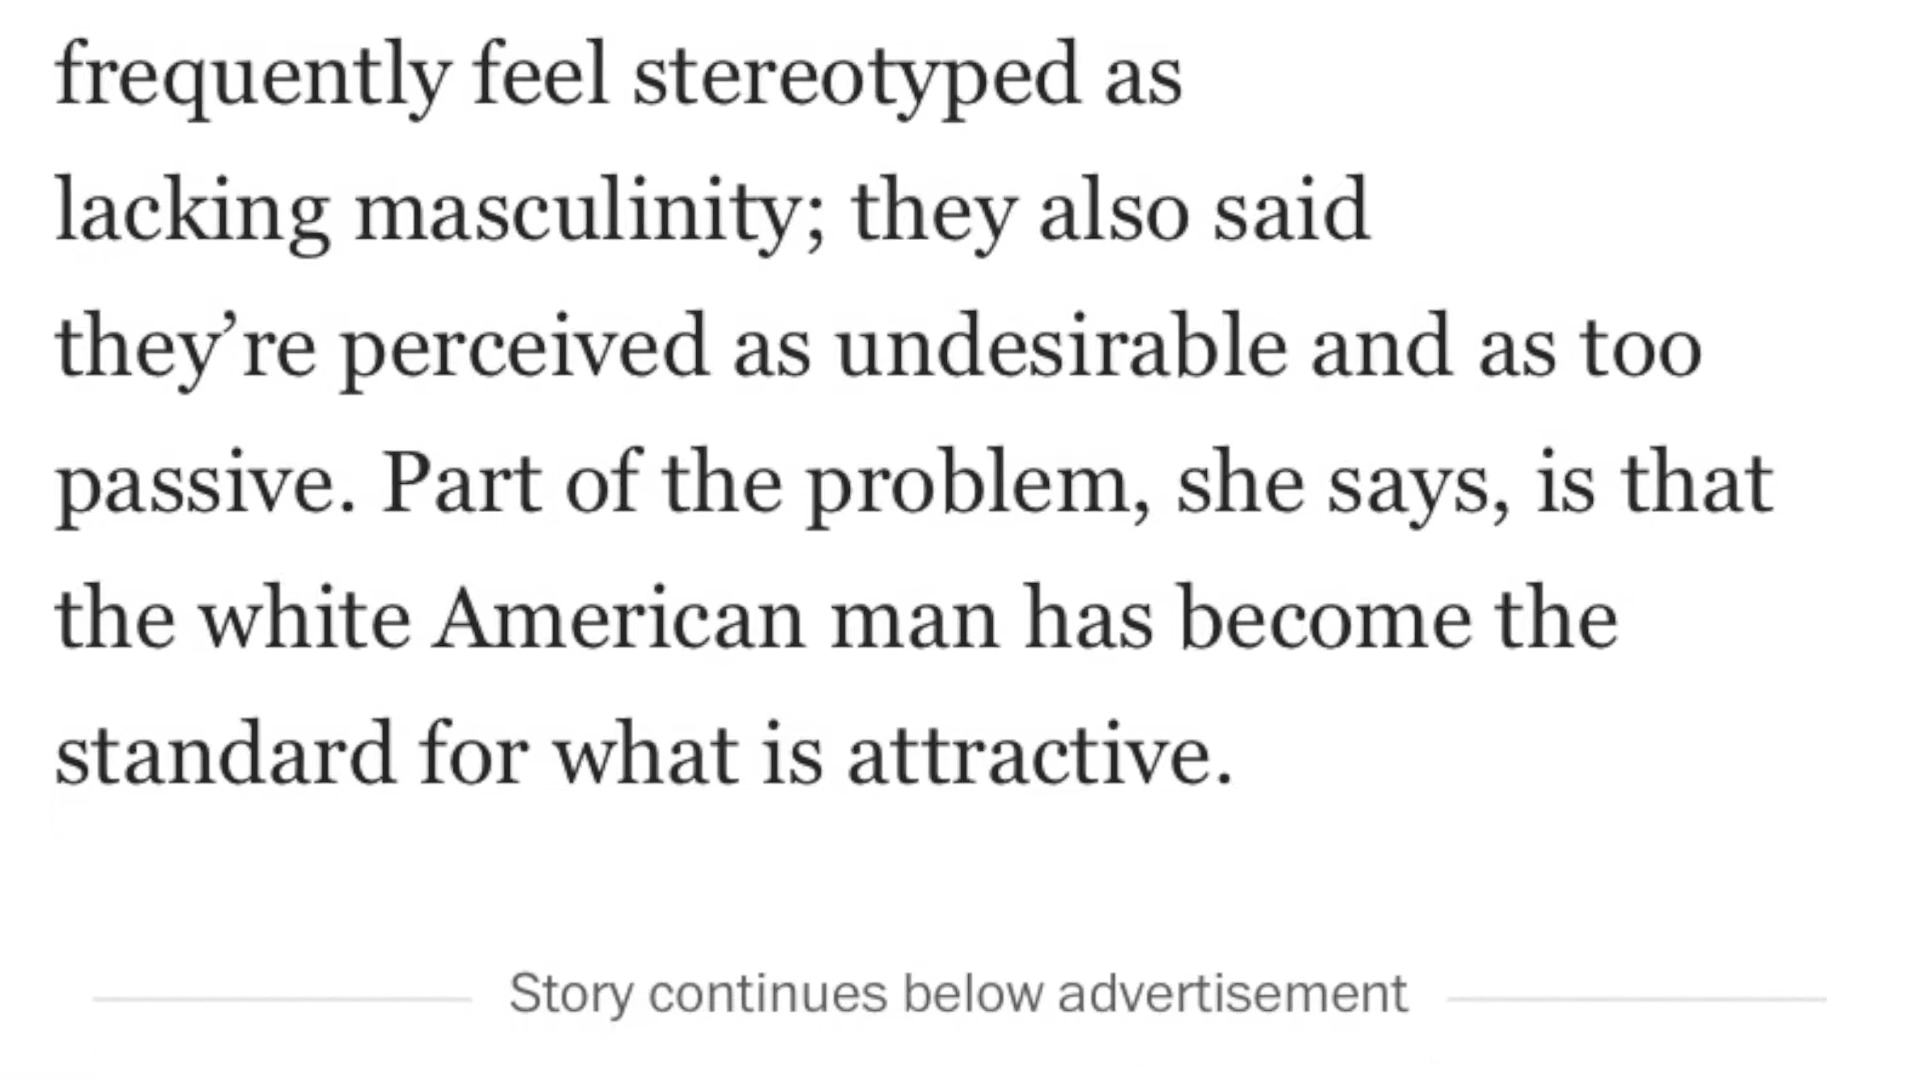 frequently feel stereotyped as
lacking masculinity; they also said
they’re perceived as undesirable and as too
passive. Part of the problem, she says, is that
the white American man has become the
standard for what is attractive.
Story continues below advertisement